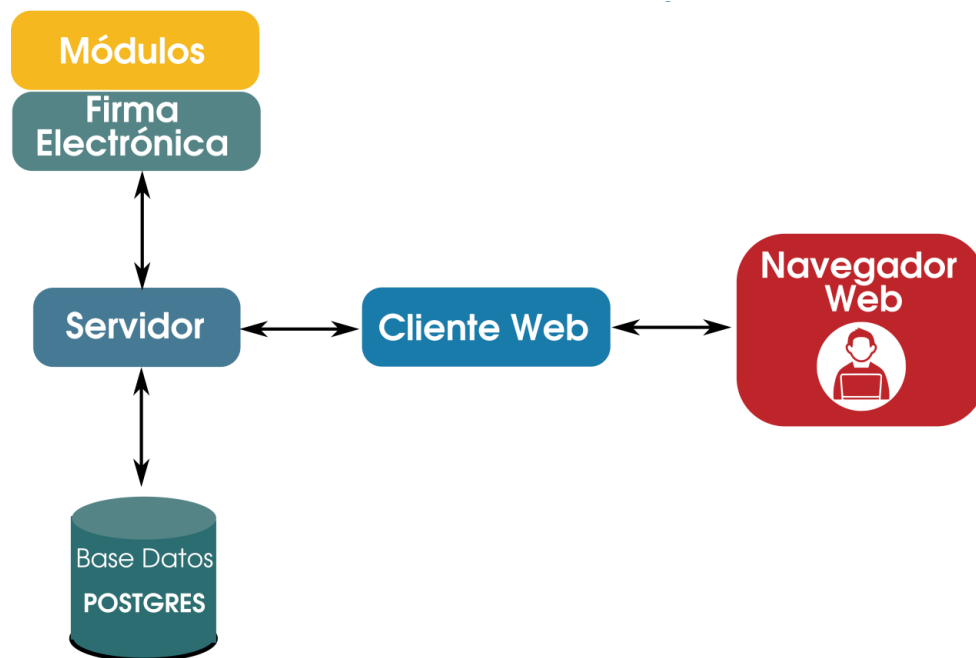 Módulos
Firma
Electrónica
Servidor
Cliente Web
Navegador
Web
Base Datos
POSTGRES